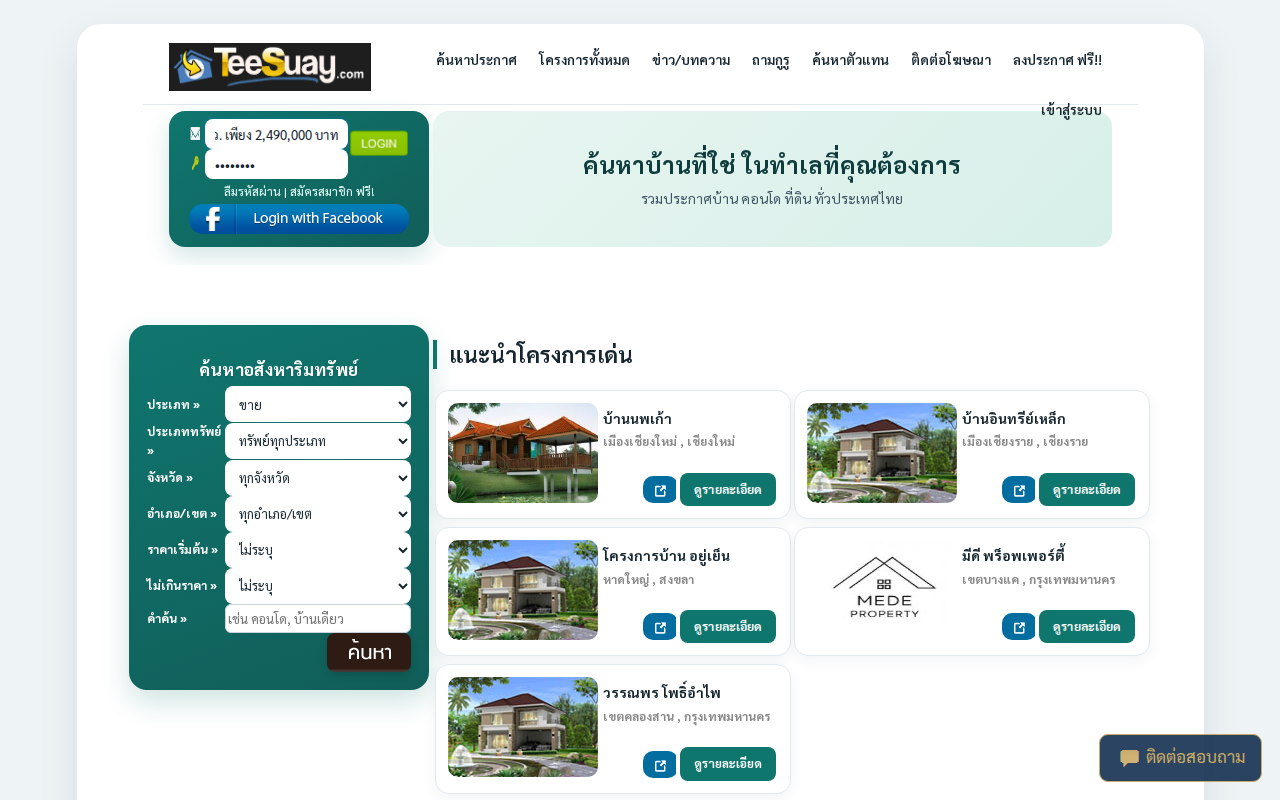 TeeSuay.com
ค้นหาประกาศ โครงการทั้งหมด ข่าว/บทความ ถามกูรู ค้นหาตัวแทน ติดต่อโฆษณา ลงประกาศ ฟรี!!
เข้าสู่ระบบ
ว. เพียง 2,490,000 บาท
LOGIN
••••••••
ลืมรหัสผ่าน | สมัครสมาชิก ฟรี!
Login with Facebook
ค้นหาบ้านที่ใช่ ในทำเลที่คุณต้องการ
รวมประกาศบ้าน คอนโด ที่ดิน ทั่วประเทศไทย
ค้นหาอสังหาริมทรัพย์
ประเภท » ขาย
ประเภททรัพย์ » ทรัพย์ทุกประเภท
จังหวัด » ทุกจังหวัด
อำเภอ/เขต » ทุกอำเภอ/เขต
ราคาเริ่มต้น » ไม่ระบุ
ไม่เกินราคา » ไม่ระบุ
คำค้น » เช่น คอนโด, บ้านเดี่ยว
ค้นหา
แนะนำโครงการเด่น
บ้านนพเก้า
เมืองเชียงใหม่ , เชียงใหม่
ดูรายละเอียด
บ้านอินทรีย์เหล็ก
เมืองเชียงราย , เชียงราย
ดูรายละเอียด
โครงการบ้าน อยู่เย็น
หาดใหญ่ , สงขลา
ดูรายละเอียด
MEDE
PROPERTY
มีดี พร็อพเพอร์ตี้
เขตบางแค , กรุงเทพมหานคร
ดูรายละเอียด
วรรณพร โพธิ์อำไพ
เขตคลองสาน , กรุงเทพมหานคร
ดูรายละเอียด
ติดต่อสอบถาม